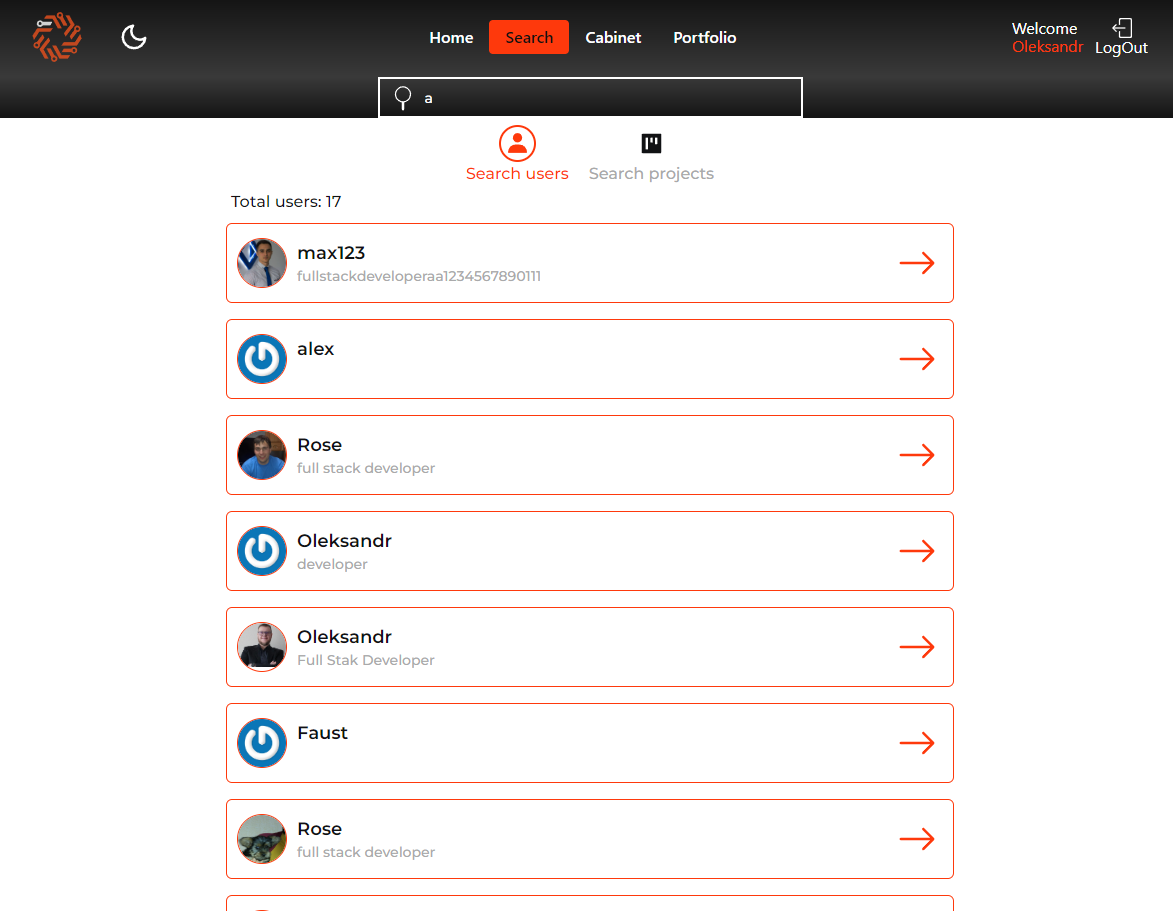 Home Search Cabinet Portfolio
Welcome
Oleksandr
LogOut
a
Search users
Search projects
Total users: 17
max123
fullstackdeveloperaa1234567890111
alex
Rose
full stack developer
Oleksandr
developer
Oleksandr
Full Stak Developer
Faust
Rose
full stack developer